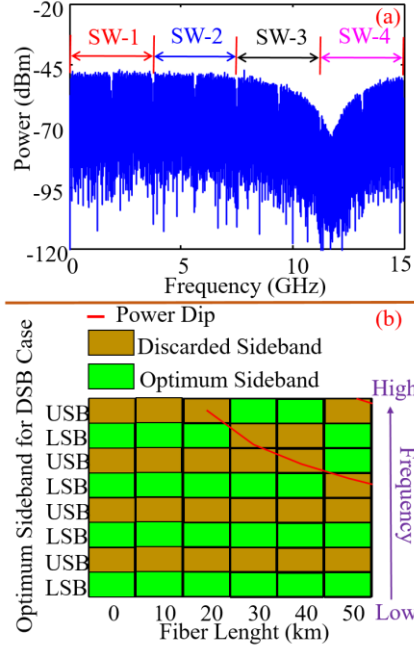 (a)
SW-1 SW-2 SW-3 SW-4
Power (dBm)
-20
-45
-70
-95
-120
0 5 10 15
Frequency (GHz)
(b)
Power Dip
Discarded Sideband
Optimum Sideband
Optimum Sideband for DSB Case
USB
LSB
USB
LSB
USB
LSB
USB
LSB
High
Frequency
Low
0 10 20 30 40 50
Fiber Lenght (km)